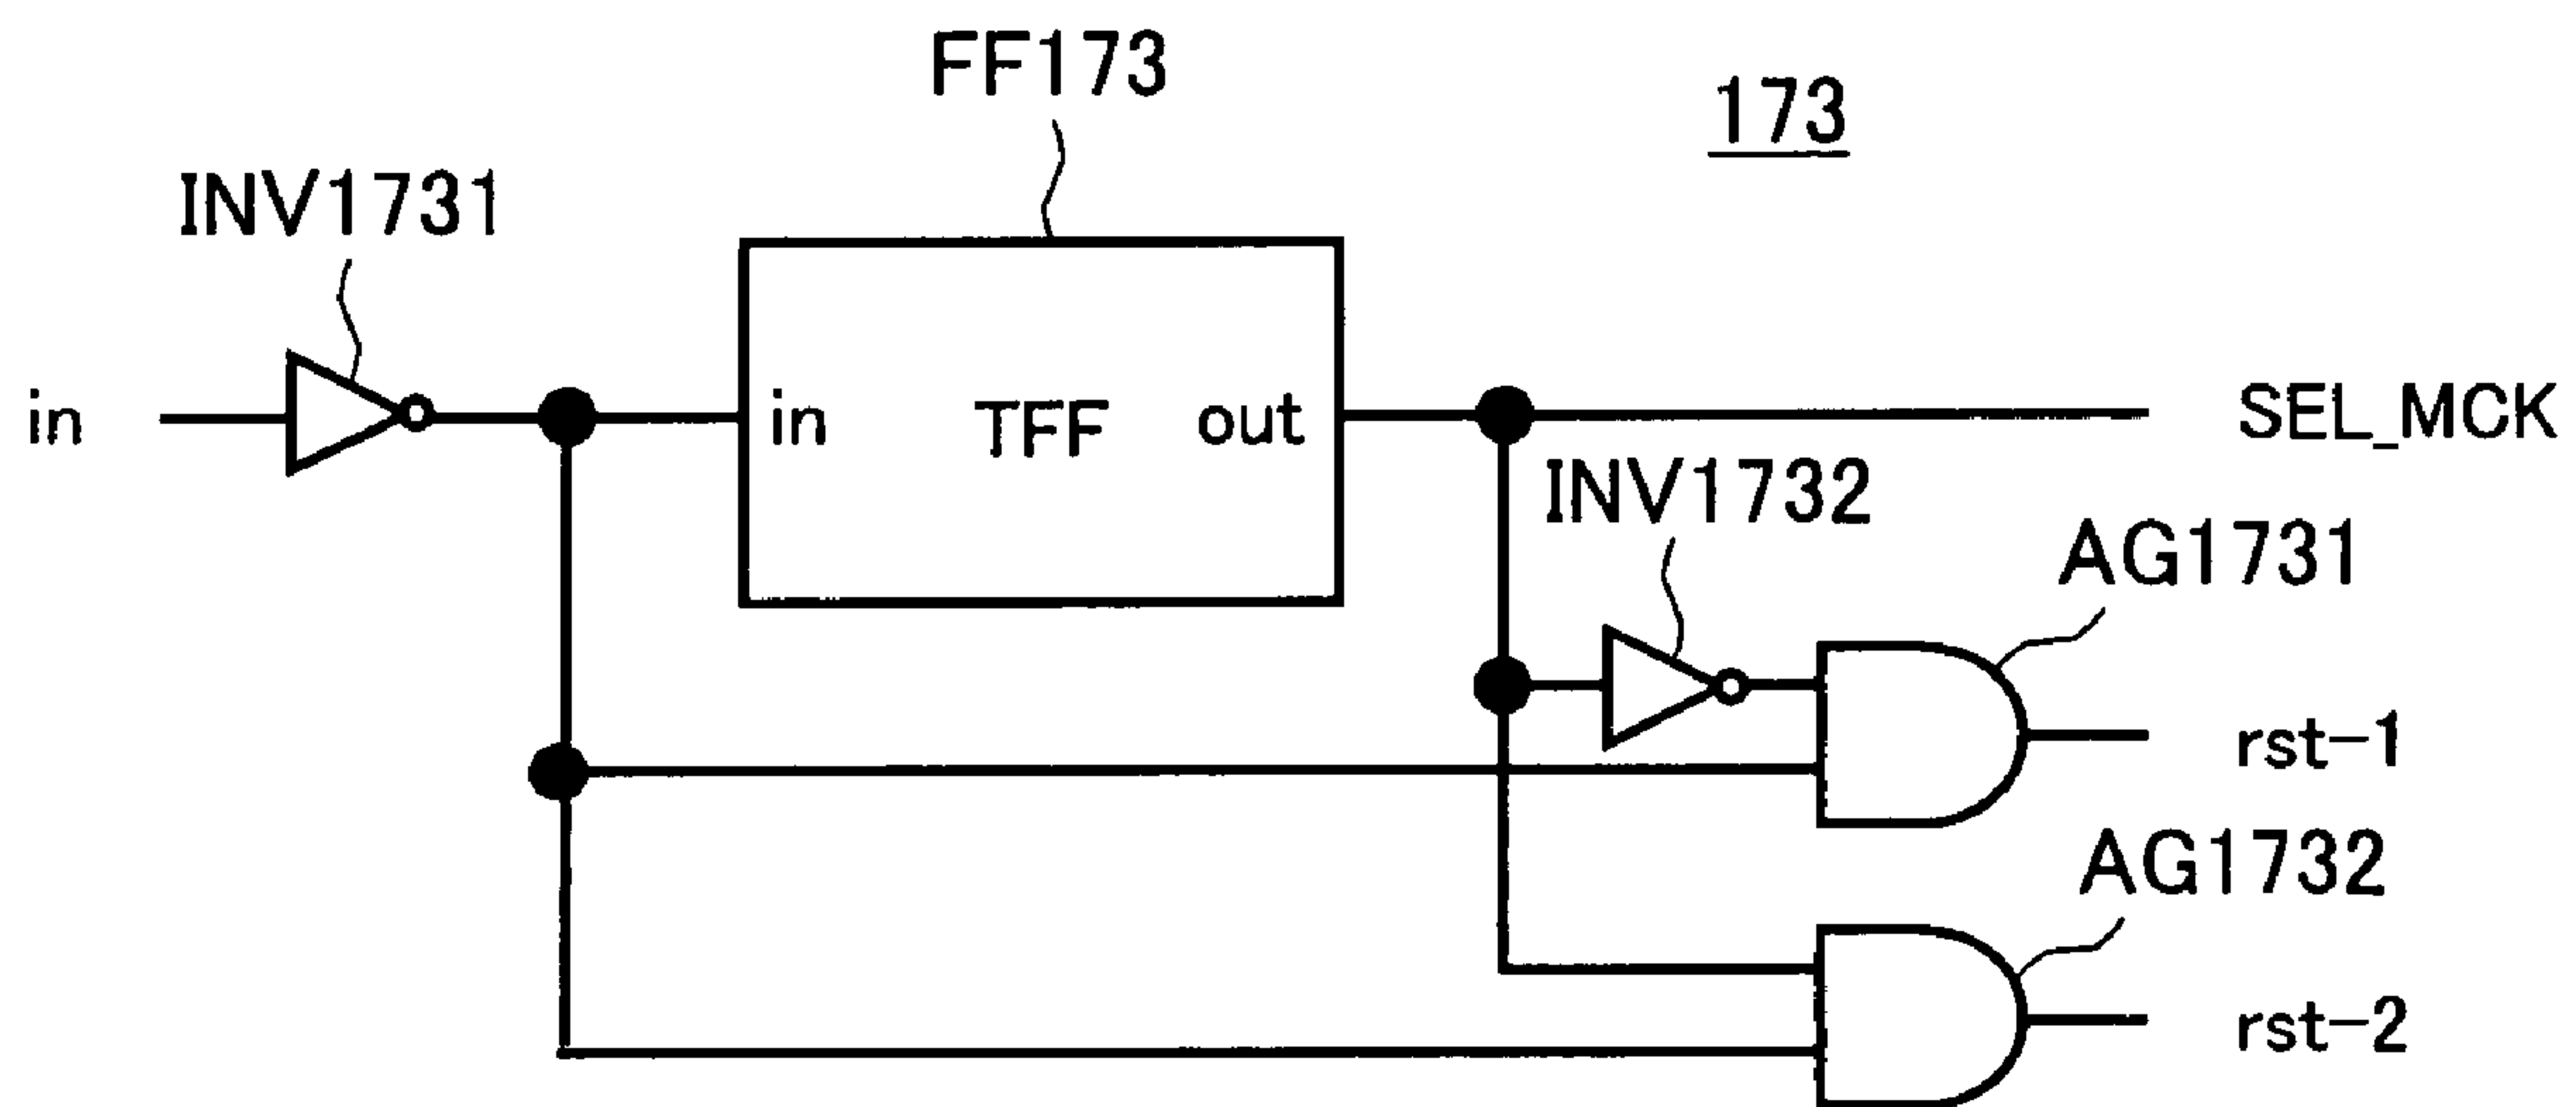 FF173
173
INV1731
in
in
TFF
out
SEL_MCK
INV1732
AG1731
rst-1
AG1732
rst-2